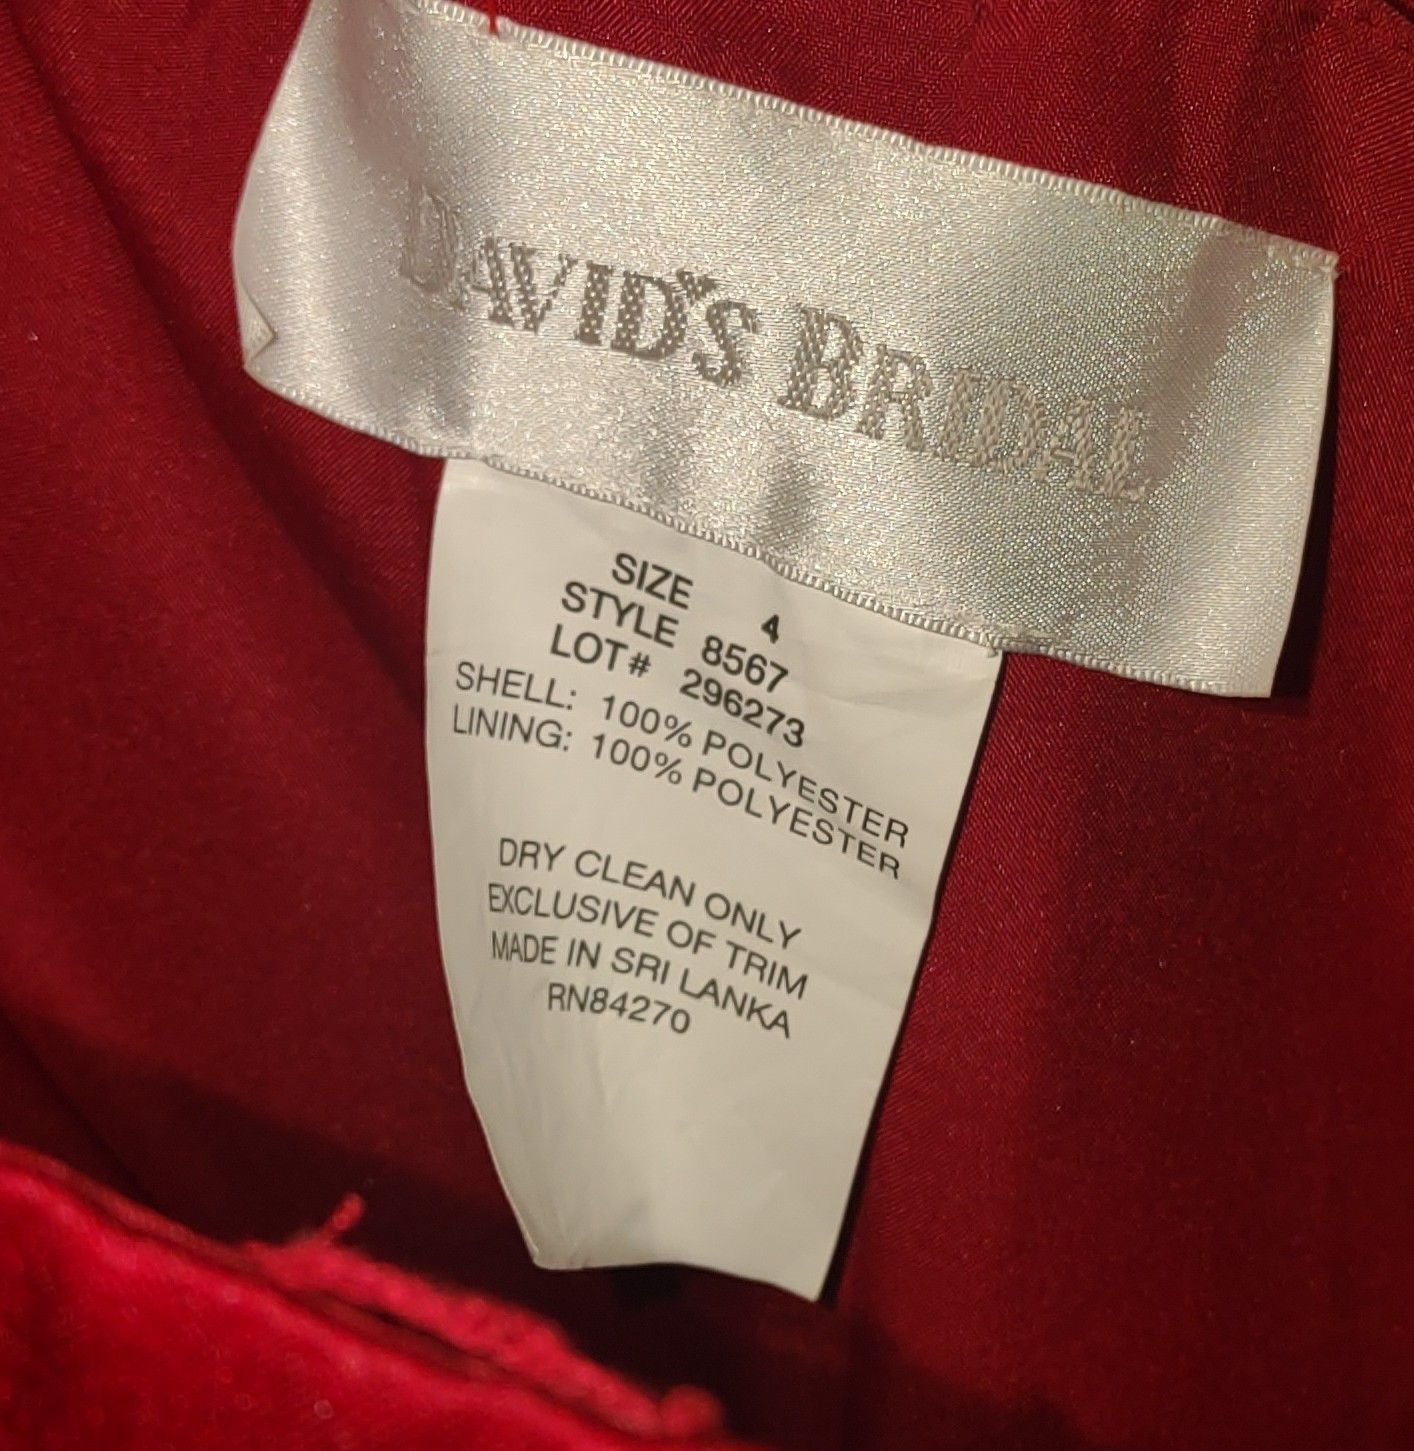 DAVID'S BRIDAL
SIZE 4
STYLE 8567
LOT# 296273
SHELL: 100% POLYESTER
LINING: 100% POLYESTER
DRY CLEAN ONLY
EXCLUSIVE OF TRIM
MADE IN SRI LANKA
RN84270